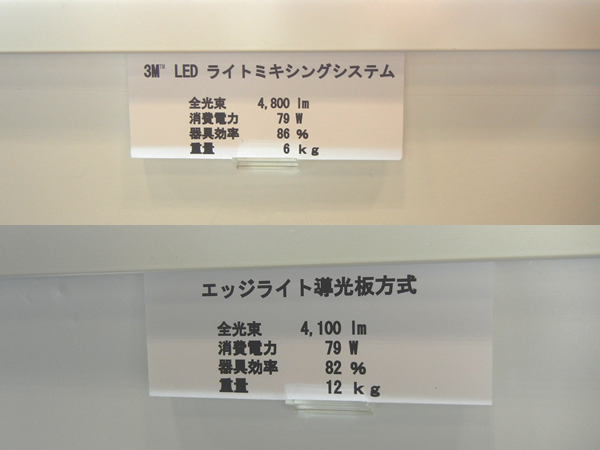 3M™ LED ライトミキシングシステム
全光束 4,800 lm
消費電力 79 W
器具効率 86 %
重量 6 kg
エッジライト導光板方式
全光束 4,100 lm
消費電力 79 W
器具効率 82 %
重量 12 kg